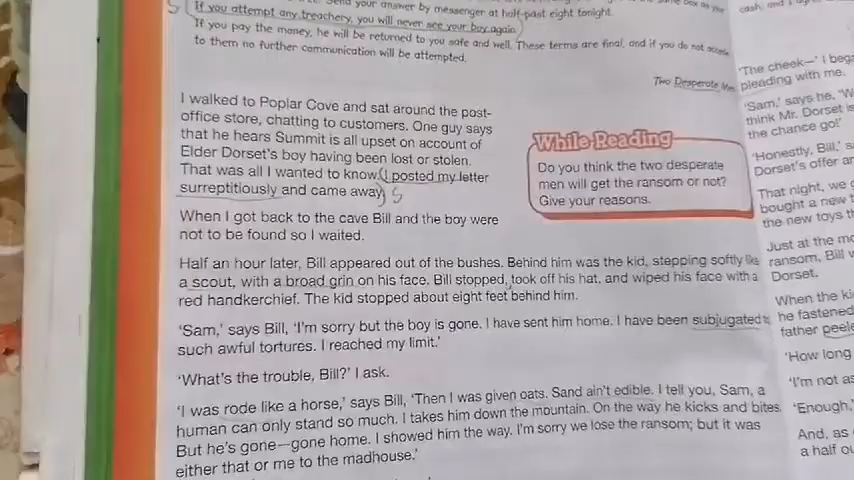 Send your answer by messenger at half-past eight tonight.
If you attempt any treachery, you will never see your boy again.
If you pay the money, he will be returned to you safe and well. These terms are final, and if you do not accede
to them no further communication will be attempted.
Two Desperate Men
I walked to Poplar Cove and sat around the post-
office store, chatting to customers. One guy says
that he hears Summit is all upset on account of
Elder Dorset's boy having been lost or stolen.
That was all I wanted to know. I posted my letter
surreptitiously and came away.
While Reading
Do you think the two desperate
men will get the ransom or not?
Give your reasons.
When I got back to the cave Bill and the boy were
not to be found so I waited.
Half an hour later, Bill appeared out of the bushes. Behind him was the kid, stepping softly like
a scout, with a broad grin on his face. Bill stopped, took off his hat, and wiped his face with a
red handkerchief. The kid stopped about eight feet behind him.
'Sam,' says Bill, 'I'm sorry but the boy is gone. I have sent him home. I have been subjugated to
such awful tortures. I reached my limit.'
'What's the trouble, Bill?' I ask.
'I was rode like a horse,' says Bill, 'Then I was given oats. Sand ain't edible. I tell you, Sam, a
human can only stand so much. I takes him down the mountain. On the way he kicks and bites.
But he's gone—gone home. I showed him the way. I'm sorry we lose the ransom; but it was
either that or me to the madhouse.'
cash, and I
'The cheek—' I beg
pleading with me.
'Sam,' says he,
think Mr. Dorset is
the chance go!'
'Honestly, Bill,'
Dorset's offer
That night, we
bought a new
the new toys
Just at the
ransom, Bill
Dorset.
When the
he fastened
father peel
'How long
'I'm not as
'Enough,'
And, as
a half